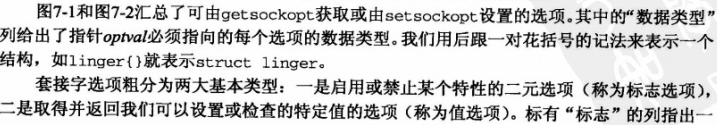 图7-1和图7-2汇总了可由getsockopt获取或由setsockopt设置的选项。其中的“数据类型”
列给出了指针optval必须指向的每个选项的数据类型。我们用后跟一对花括号的记法来表示一个
结构，如linger{}就表示struct linger。
套接字选项粗分为两大基本类型：一是启用或禁止某个特性的二元选项（称为标志选项），
二是取得并返回我们可以设置或检查的特定值的选项（称为值选项）。标有“标志”的列指出一